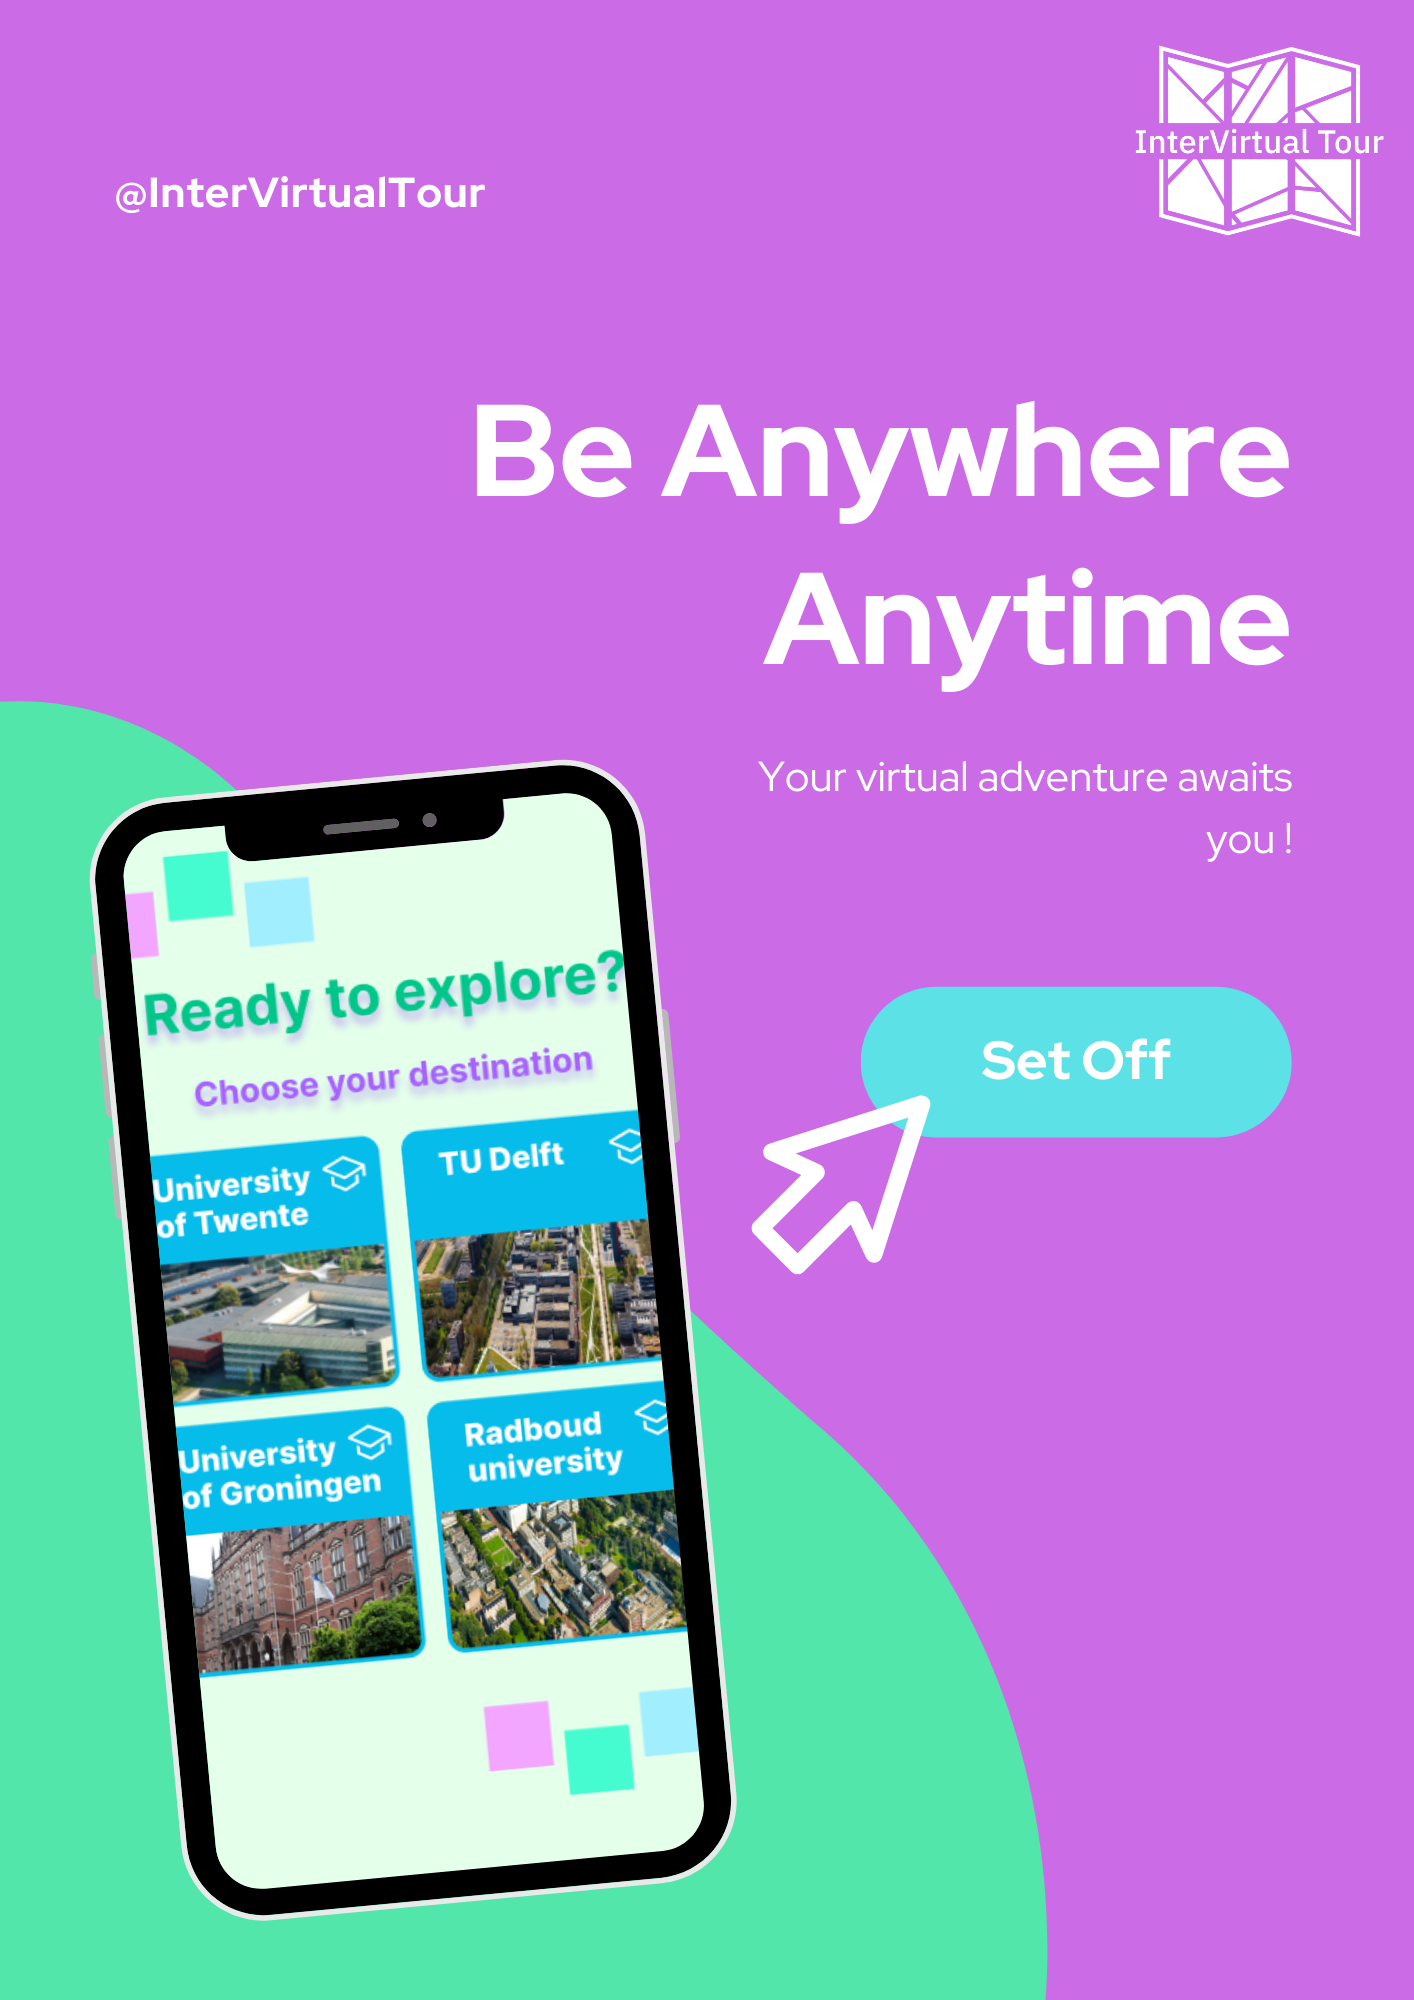 InterVirtual Tour
@InterVirtualTour
Be Anywhere
Anytime
Your virtual adventure awaits
you !
Set Off
Ready to explore?
Choose your destination
University
of Twente
TU Delft
University
of Groningen
Radboud
university